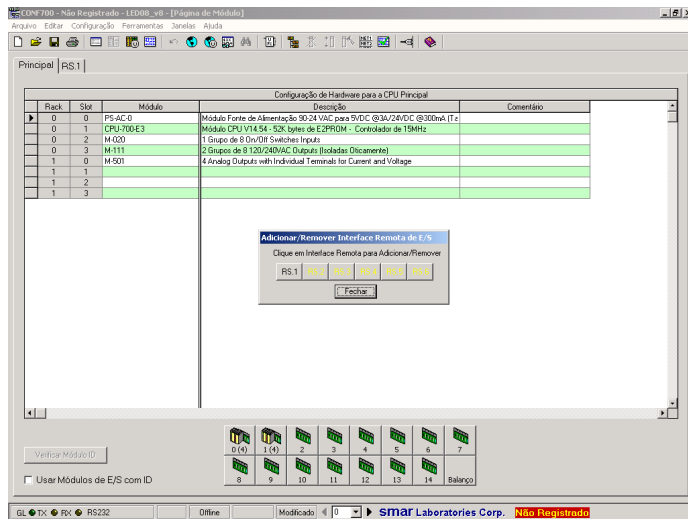 CONF700 - Não Registrado - LED08_v8 - [Página de Módulo]
Arquivo Editar Configuração Ferramentas Janelas Ajuda
Principal RS.1
Configuração de Hardware para a CPU Principal
Rack Slot Módulo Descrição Comentário
0 0 PS-AC-0 Módulo Fonte de Alimentação 90-24 VAC para 5VDC @3A/24VDC @300mA (Te
0 1 CPU-700-E3 Módulo CPU V14.54 - 52K bytes de E2PROM - Controlador de 15MHz
0 2 M-020 1 Grupo de 8 On/Off Switches Inputs
0 3 M-111 2 Grupos de 8 120/240VAC Outputs (Isoladas Oticamente)
1 0 M-501 4 Analog Outputs with Individual Terminals for Current and Voltage
1 1
1 2
1 3
Adicionar/Remover Interface Remota de E/S
Clique em Interface Remota para Adicionar/Remover
RS.1
Fechar
0 (4) 1 (4) 2 3 4 5 6 7
Verificar Módulo ID
Usar Módulos de E/S com ID
8 9 10 11 12 13 14 Balanço
GL TX RX RS232 Offline Modificado 0 smar Laboratories Corp. Não Registrado